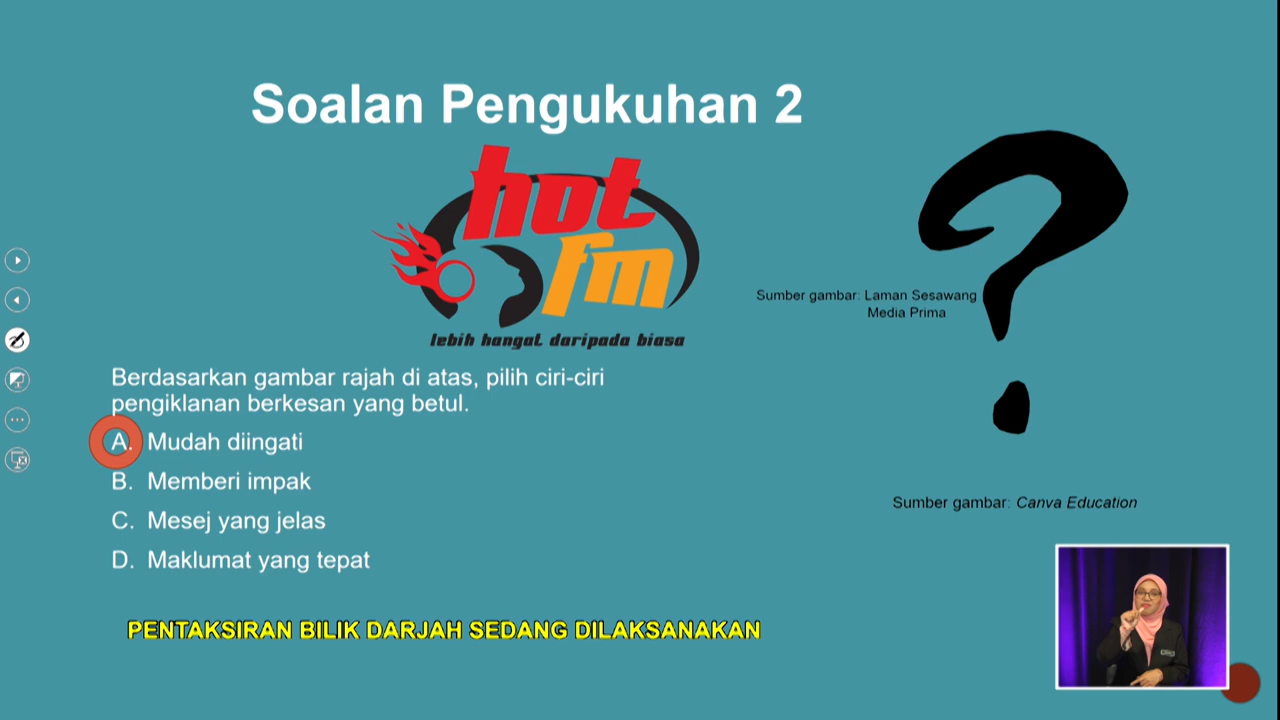 Soalan Pengukuhan 2
hot
fm
lebih hangat daripada biasa
Sumber gambar: Laman Sesawang
Media Prima
Berdasarkan gambar rajah di atas, pilih ciri-ciri
pengiklanan berkesan yang betul.
A. Mudah diingati
B. Memberi impak
C. Mesej yang jelas
D. Maklumat yang tepat
Sumber gambar: Canva Education
PENTAKSIRAN BILIK DARJAH SEDANG DILAKSANAKAN